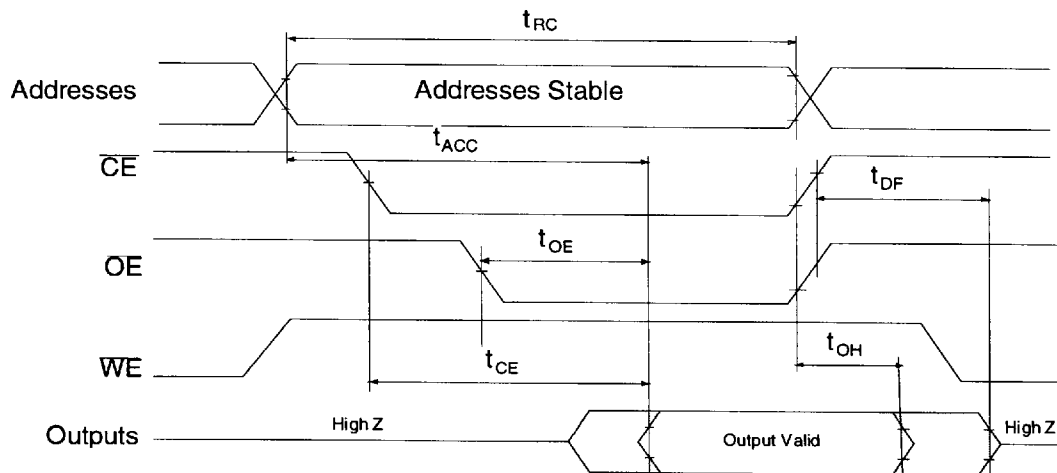 tRC
Addresses
Addresses Stable
tACC
CE
tDF
OE
tOE
WE
tCE
tOH
Outputs
High Z
Output Valid
High Z